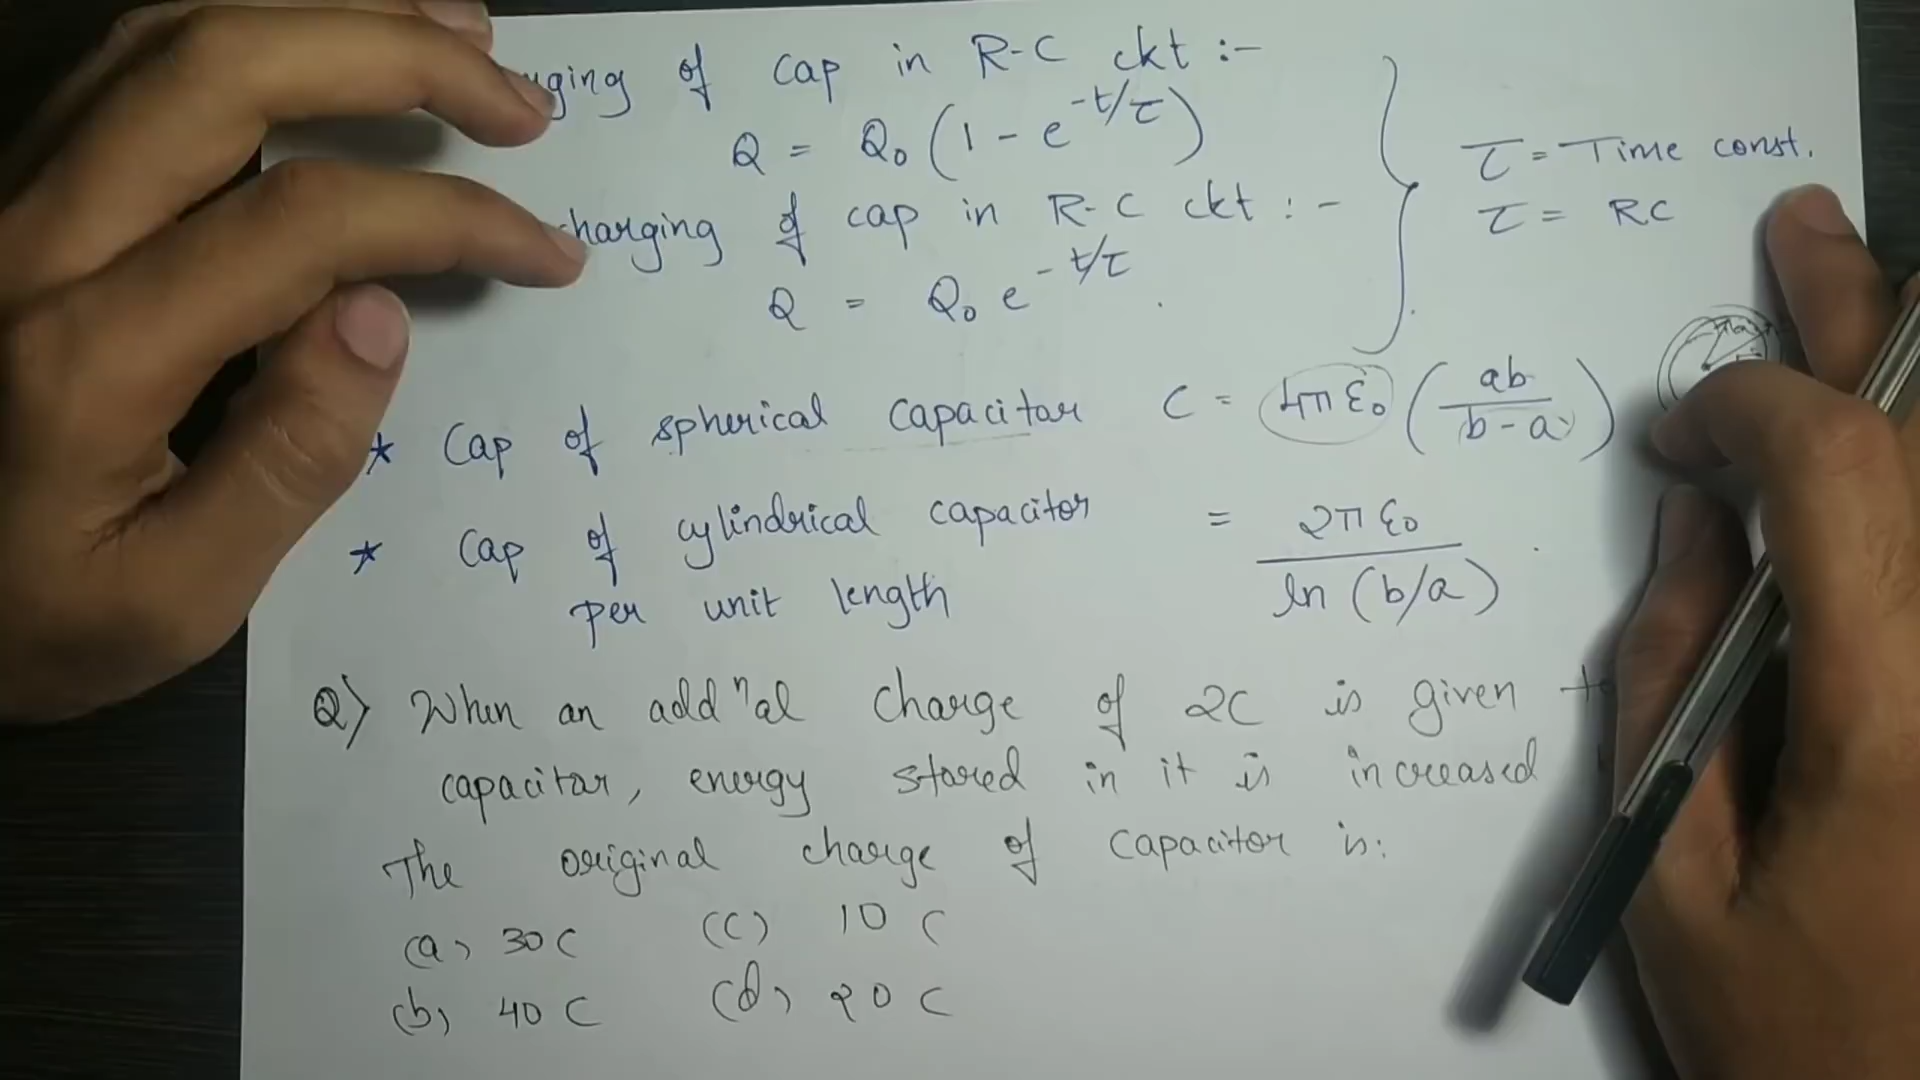 ging of cap in R-C ckt :-
Q = Q₀ (1 - e^-t/τ)
τ = Time const.
charging of cap in R-C ckt :-
τ = RC
Q = Q₀ e^-t/τ
* Cap of spherical capacitor C = 4πε₀ (ab/b-a)
* Cap of cylindrical capacitor = 2πε₀/ln (b/a)
per unit length
Q) When an addⁿal charge of 2C is given to
capacitor, energy stored in it is increased
The original charge of capacitor is:
(a) 30 C (c) 10 C
(b) 40 C (d) 20 C